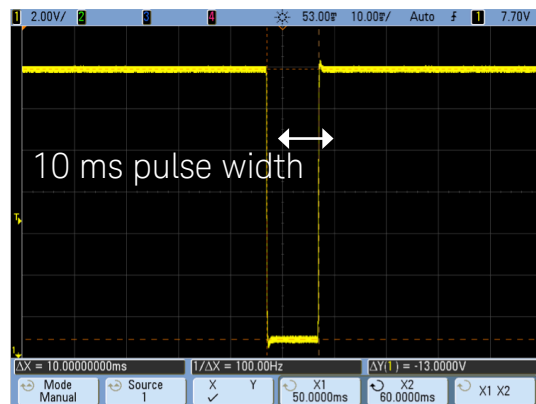 1 2.00V/ 2 3 4 53.00ms 10.00ms/ Auto 1 7.70V
10 ms pulse width
T
1
ΔX = 10.00000000ms 1/ΔX = 100.00Hz ΔY(1) = -13.0000V
Mode Source X Y X1 X2 X1 X2
Manual 1 ✓ 50.0000ms 60.0000ms